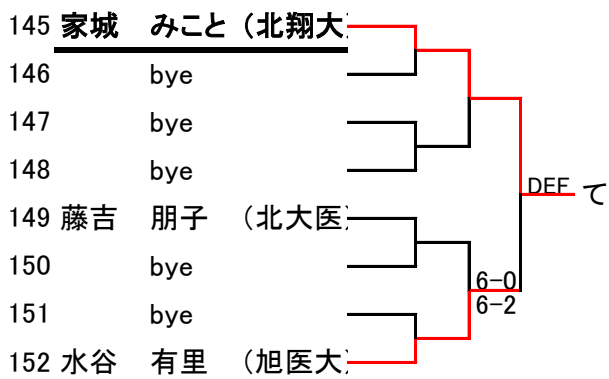 145 家城 みこと (北翔大)
146 bye
147 bye
148 bye
DEF て
149 藤吉 朋子 (北大医)
150 bye
6-0
6-2
151 bye
152 水谷 有里 (旭医大)